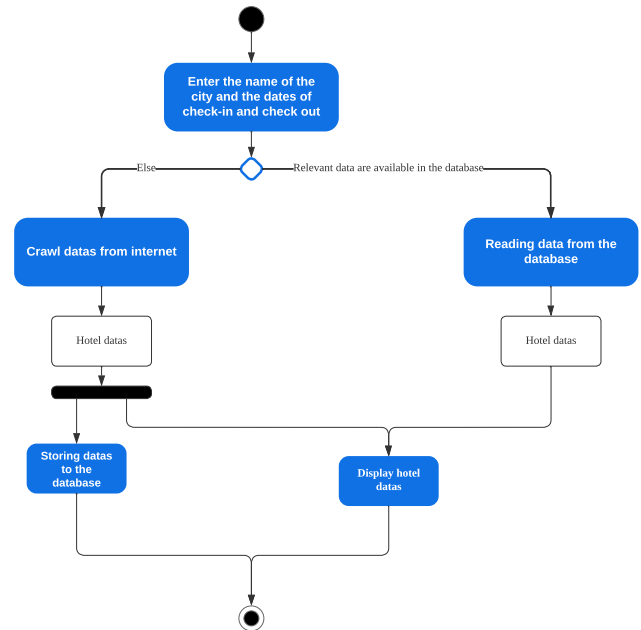 Enter the name of the
city and the dates of
check-in and check out
Else
Relevant data are available in the database
Crawl datas from internet
Reading data from the
database
Hotel datas
Hotel datas
Storing datas
to the
database
Display hotel
datas